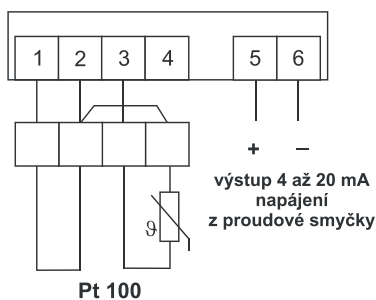 1 2 3 4 5 6
+ –
výstup 4 až 20 mA
napájení
z proudové smyčky
ϑ
Pt 100